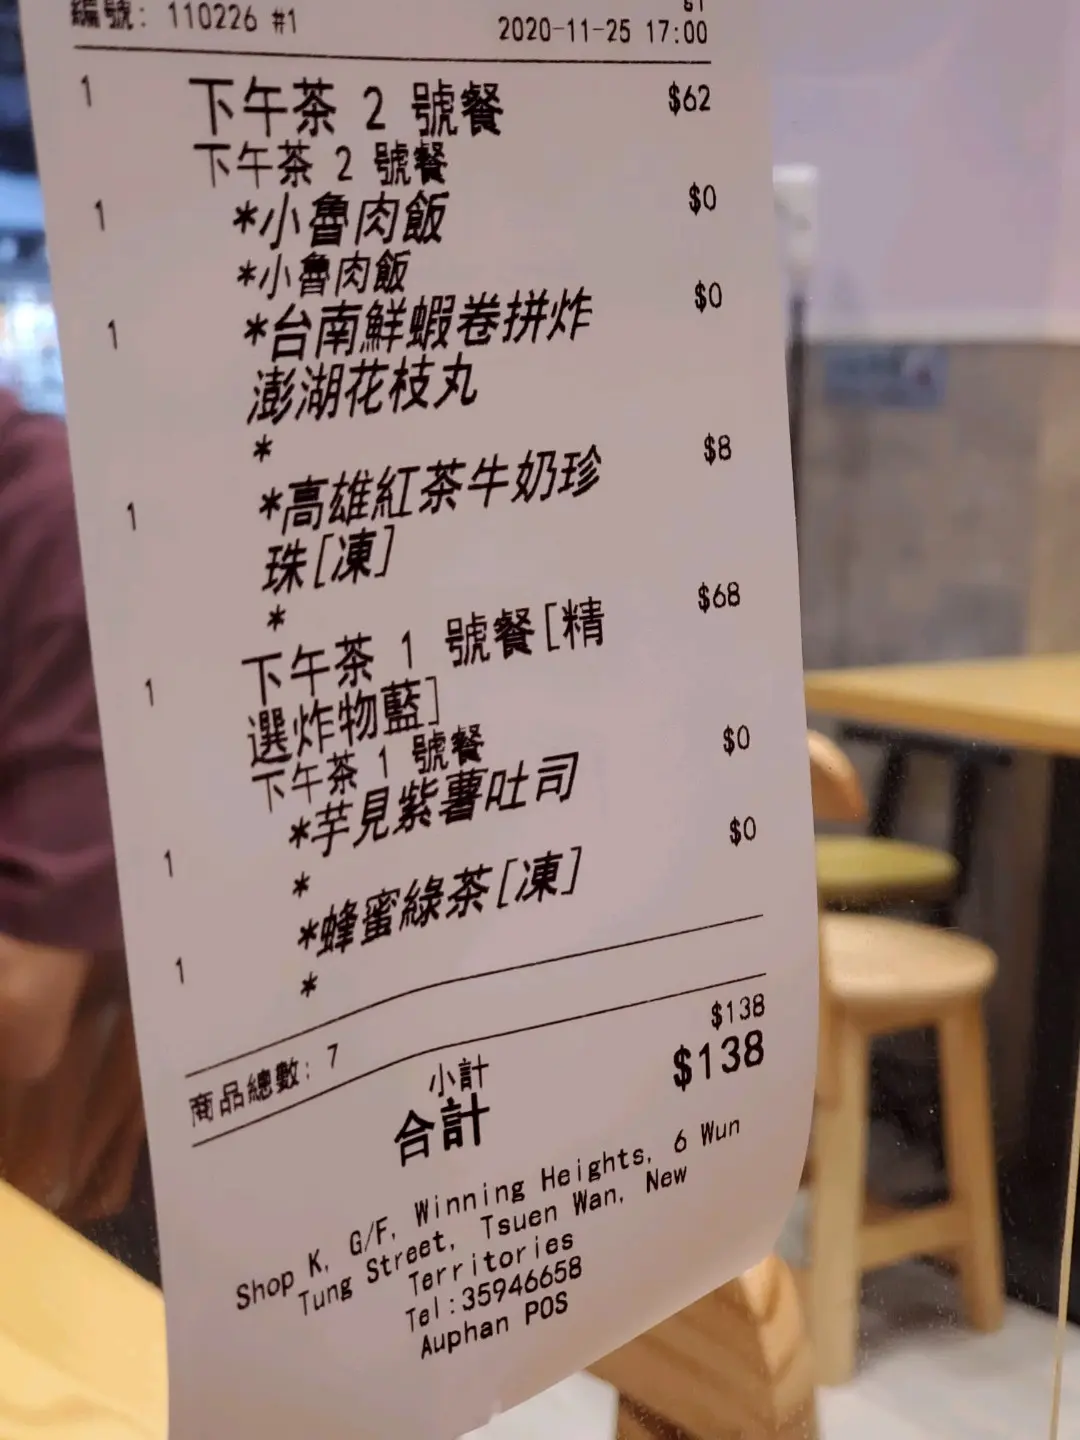 編號: 110226 #1
2020-11-25 17:00
1 下午茶 2 號餐 $62
下午茶 2 號餐
1 *小魯肉飯 $0
*小魯肉飯
1 *台南鮮蝦卷拼炸 $0
澎湖花枝丸
*
1 *高雄紅茶牛奶珍 $8
珠[凍]
*
1 下午茶 1 號餐[精 $68
選炸物藍]
下午茶 1 號餐
1 *芋見紫薯吐司 $0
*
1 *蜂蜜綠茶[凍] $0
*
商品總數: 7
小計 $138
合計 $138
Shop K, G/F, Winning Heights, 6 Wun
Tung Street, Tsuen Wan, New
Territories
Tel:35946658
Auphan POS